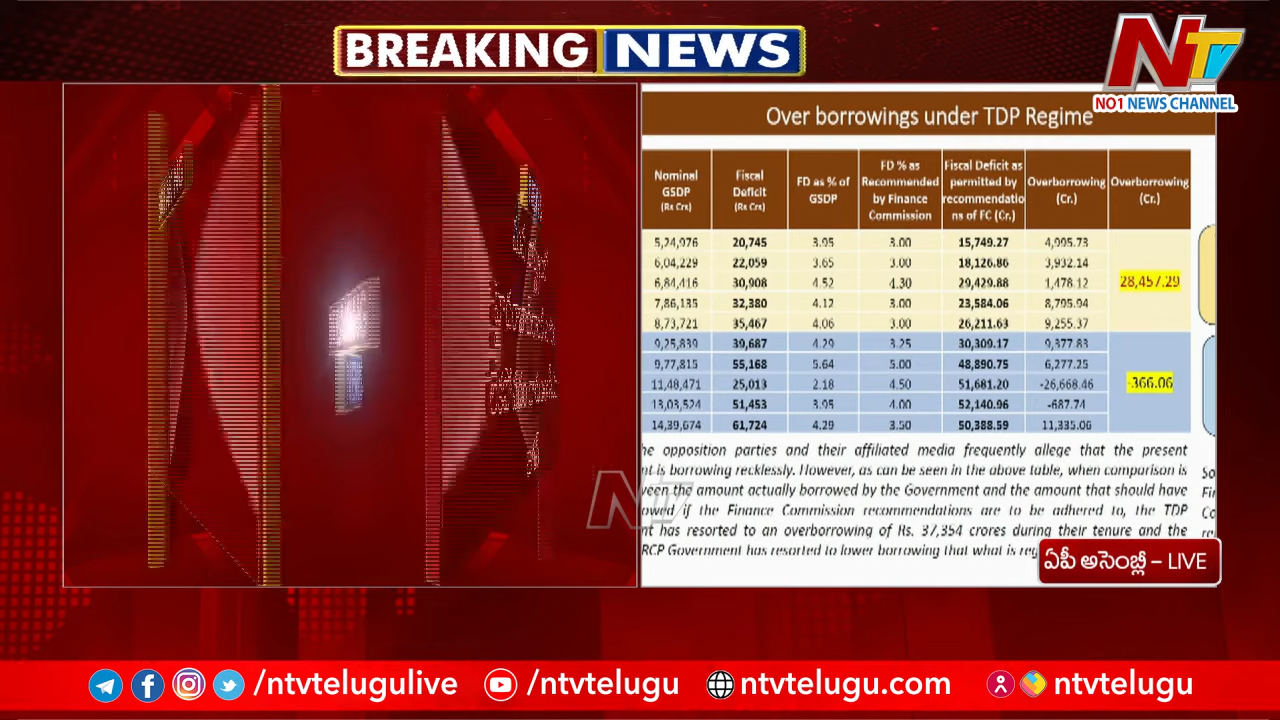 BREAKING NEWS
NTV
NO1 NEWS CHANNEL
Over borrowings under TDP Regime
Nominal GSDP (Rs Crs) Fiscal Deficit (Rs Crs) FD as % of GSDP FD % as Recommended by Finance Commission Fiscal Deficit as permitted by recommendatio ns of FC (Cr.) Overborrowing (Cr.) Overborrowing (Cr.)
5,24,976 20,745 3.95 3.00 15,749.27 4,995.73
6,04,229 22,059 3.65 3.00 18,126.86 3,932.14
6,84,416 30,908 4.52 4.30 29,429.88 1,478.12
28,457.29
7,86,135 32,380 4.12 3.00 23,584.06 8,795.94
8,73,721 35,467 4.06 3.00 26,211.63 9,255.37
9,25,839 39,687 4.29 3.25 30,309.17 9,377.83
9,77,815 55,168 5.64 5.00 48,890.75 6,277.25
11,48,471 25,013 2.18 4.50 51,681.20 -26,668.46
-366.06
13,03,524 51,453 3.95 4.00 52,140.96 -687.74
14,39,674 61,724 4.29 3.50 50,388.59 11,335.06
he opposition parties and their affiliated media frequently allege that the present
nt is borrowing recklessly. However, as can be seen in the above table, when comparison is
veen the amount actually borrowed by the Government and the amount that should have
owed if the Finance Commission recommendations are to be adhered to, the TDP
nt has resorted to an overborrowing of Rs. crores during their tenure and the
RCP Government has resorted to lower borrowing than what is
ఏపీ అసెంబ్లీ – LIVE
/ntvtelugulive /ntvtelugu ntvtelugu.com ntvtelugu